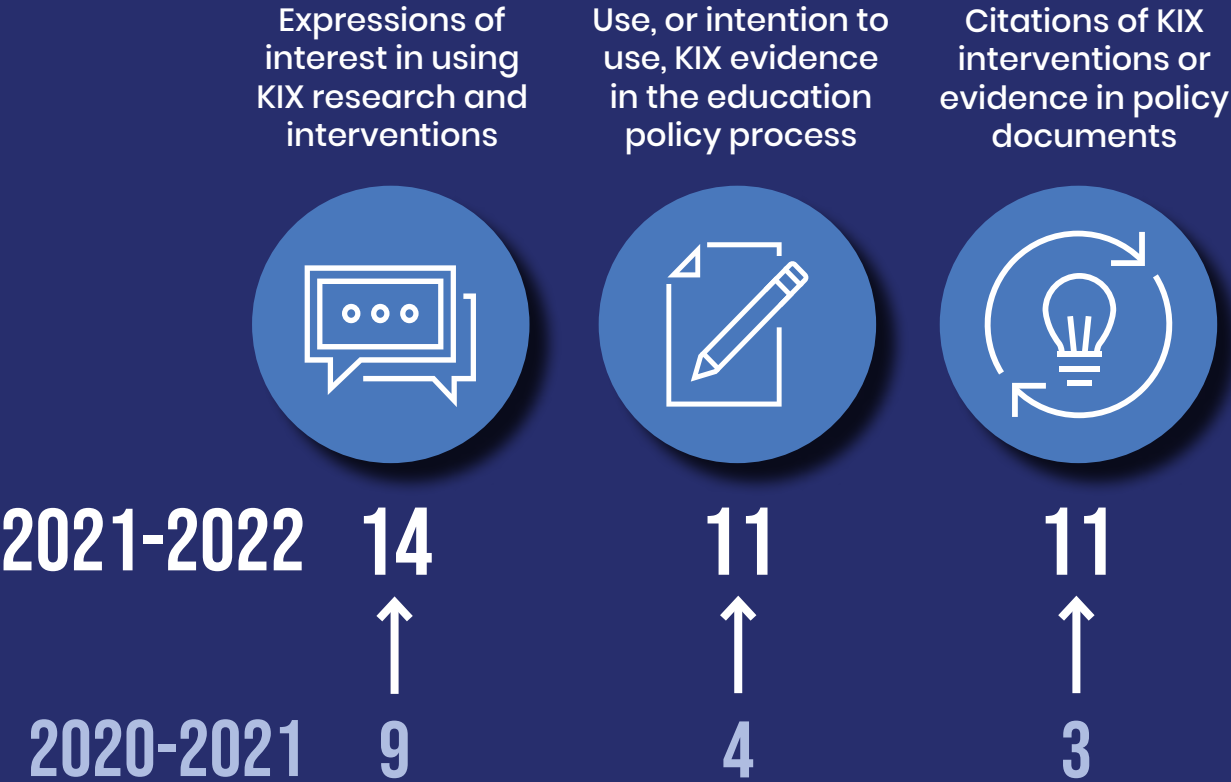 Expressions of
interest in using
KIX research and
interventions
Use, or intention to
use, KIX evidence
in the education
policy process
Citations of KIX
interventions or
evidence in policy
documents
2021-2022 14 11 11
2020-2021 9 4 3